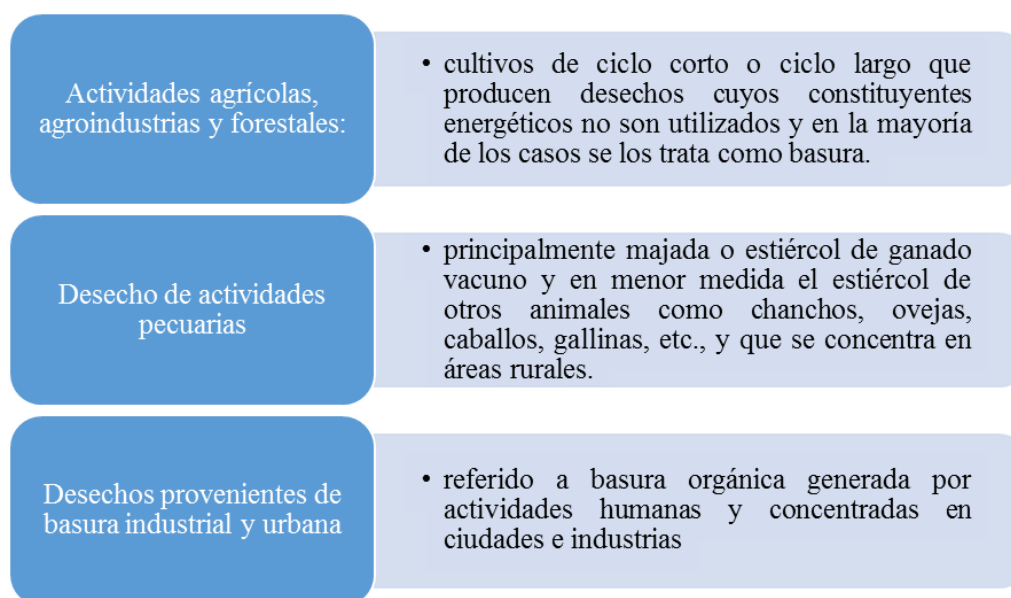 Actividades agrícolas,
agroindustrias y forestales:
• cultivos de ciclo corto o ciclo largo que
producen desechos cuyos constituyentes
energéticos no son utilizados y en la mayoría
de los casos se los trata como basura.
Desecho de actividades
pecuarias
• principalmente majada o estiércol de ganado
vacuno y en menor medida el estiércol de
otros animales como chanchos, ovejas,
caballos, gallinas, etc., y que se concentra en
áreas rurales.
Desechos provenientes de
basura industrial y urbana
• referido a basura orgánica generada por
actividades humanas y concentradas en
ciudades e industrias